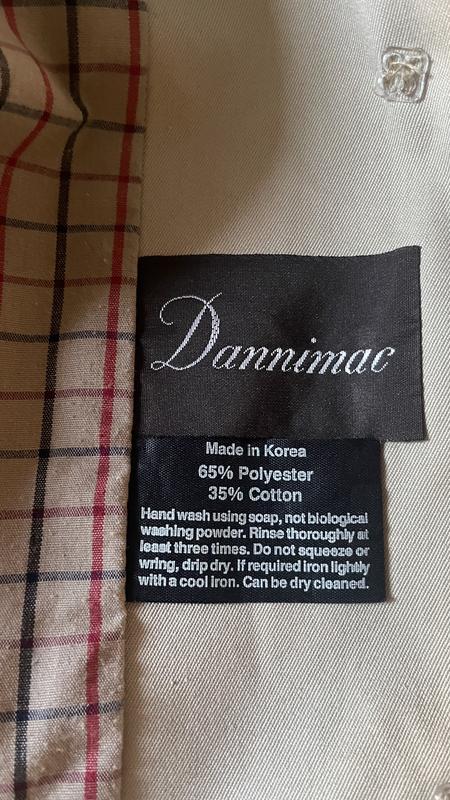 Dannimac
Made in Korea
65% Polyester
35% Cotton
Hand wash using soap, not biological
washing powder. Rinse thoroughly at
least three times. Do not squeeze or
wring, drip dry. If required iron lightly
with a cool iron. Can be dry cleaned.